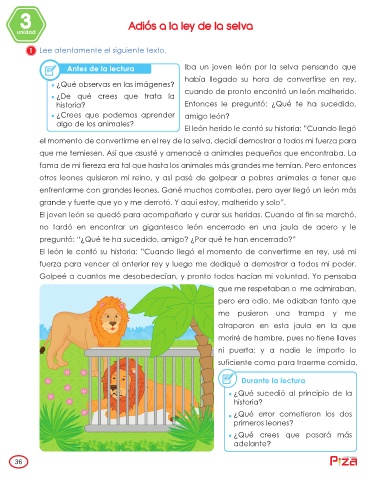 3
unidad
Adiós a la ley de la selva
1 Lee atentamente el siguiente texto.
Antes de la lectura
¿Qué observas en las imágenes?
¿De qué crees que trata la
historia?
¿Crees que podemos aprender
algo de los animales?
Iba un joven león por la selva pensando que
había llegado su hora de convertirse en rey,
cuando de pronto encontró un león malherido.
Entonces le preguntó: ¿Qué te ha sucedido,
amigo león?
El león herido le contó su historia: "Cuando llegó
el momento de convertirme en el rey de la selva, decidí demostrar a todos mi fuerza para
que me temiesen. Así que asusté y amenacé a animales pequeños que encontraba. La
fama de mi fiereza era tal que hasta los animales más grandes me temían. Pero entonces
otros leones quisieron mi reino, y así pasé de golpear a pobres animales a tener que
enfrentarme con grandes leones. Gané muchos combates, pero ayer llegó un león más
grande y fuerte que yo y me derrotó. Y aquí estoy, malherido y solo".
El joven león se quedó para acompañarlo y curar sus heridas. Cuando al fin se marchó,
no tardó en encontrar un gigantesco león encerrado en una jaula de acero y le
preguntó: "¿Qué te ha sucedido, amigo? ¿Por qué te han encerrado?"
El león le contó su historia: "Cuando llegó el momento de convertirme en rey, usé mi
fuerza para vencer al anterior rey y luego me dediqué a demostrar a todos mi poder.
Golpeé a cuantos me desobedecían, y pronto todos hacían mi voluntad. Yo pensaba
que me respetaban o me admiraban,
pero era odio. Me odiaban tanto que
me pusieron una trampa y me
atraparon en esta jaula en la que
moriré de hambre, pues no tiene llaves
ni puerta; y a nadie le importo lo
suficiente como para traerme comida.
Durante la lectura
¿Qué sucedió al principio de la
historia?
¿Qué error cometieron los dos
primeros leones?
¿Qué crees que pasará más
adelante?
36